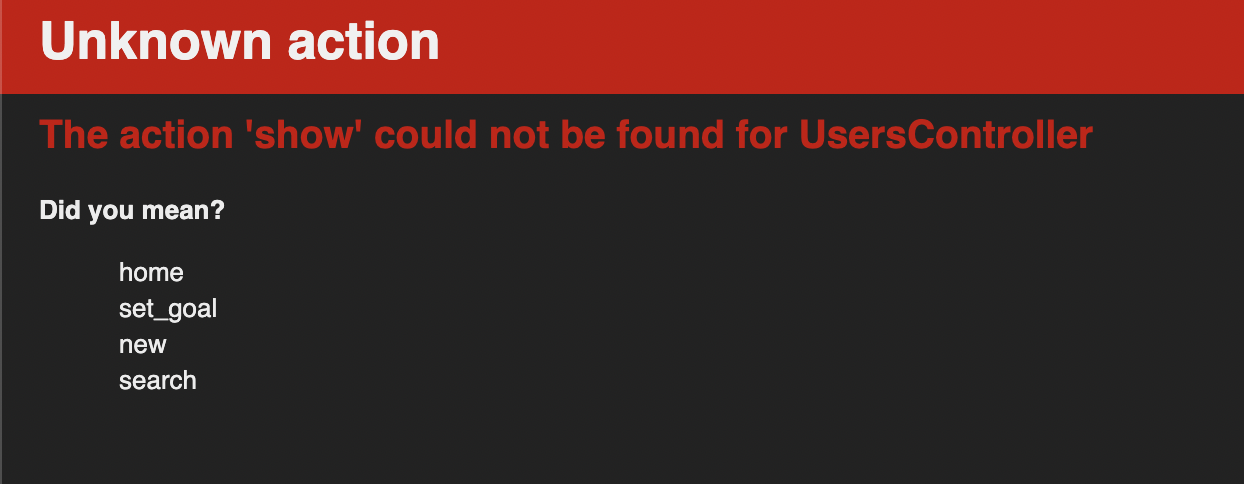 Unknown action
The action 'show' could not be found for UsersController
Did you mean?
home
set_goal
new
search